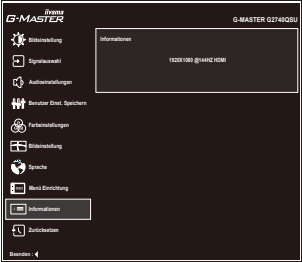 iiyama
G-MASTER
G-MASTER G2740QSU
Bildeinstellung
Signalauswahl
Audioeinstellungen
Benutzer Einst. Speichern
Farbeinstellungen
Bildeinstellung
Sprache
OSD
Menü Einrichtung
Informationen
Zurücksetzen
Beenden :
Informationen
1920X1080 @144HZ HDMI